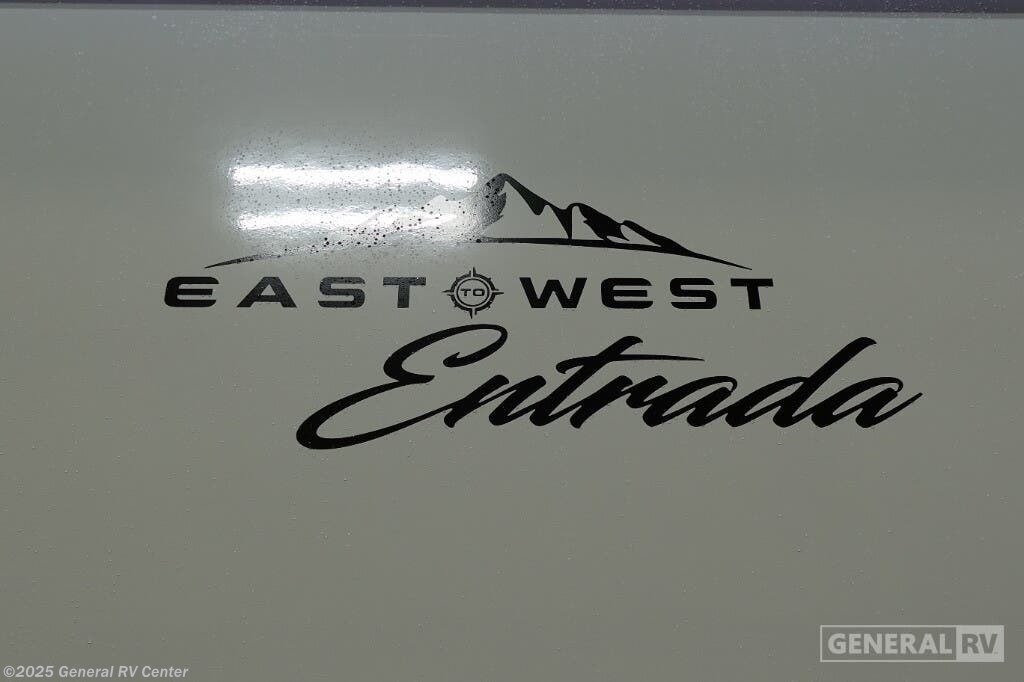 EAST TO WEST
Entrada
GENERAL RV
©2025 General RV Center